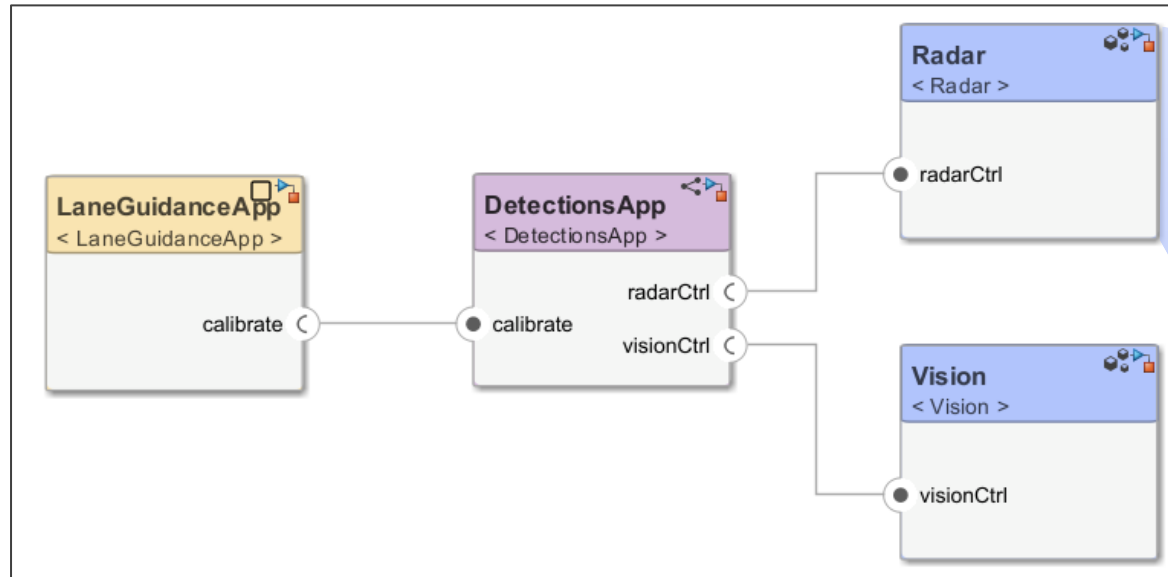 LaneGuidanceApp
< LaneGuidanceApp >
calibrate
DetectionsApp
< DetectionsApp >
radarCtrl
calibrate
visionCtrl
Radar
< Radar >
radarCtrl
Vision
< Vision >
visionCtrl